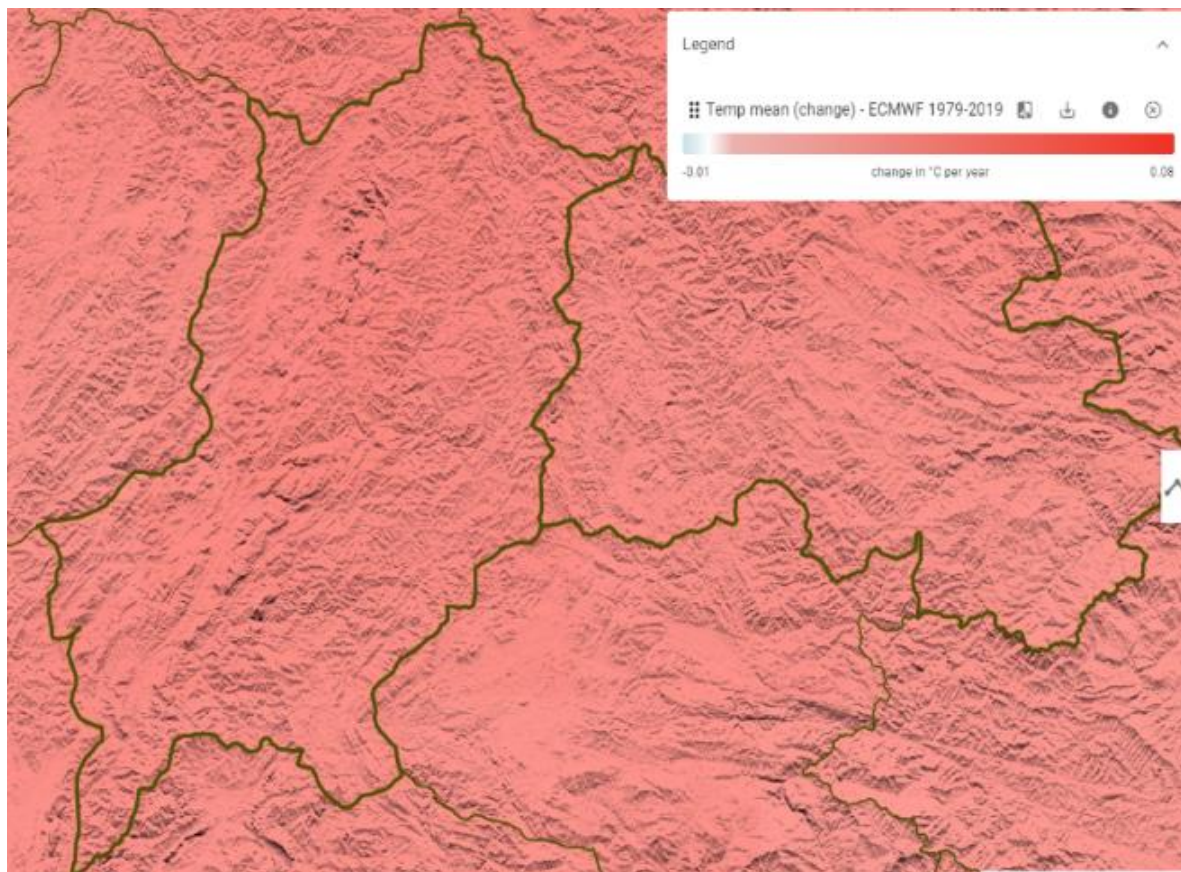 Legend
Temp mean (change) - ECMWF 1979-2019
-0.01 change in °C per year 0.08